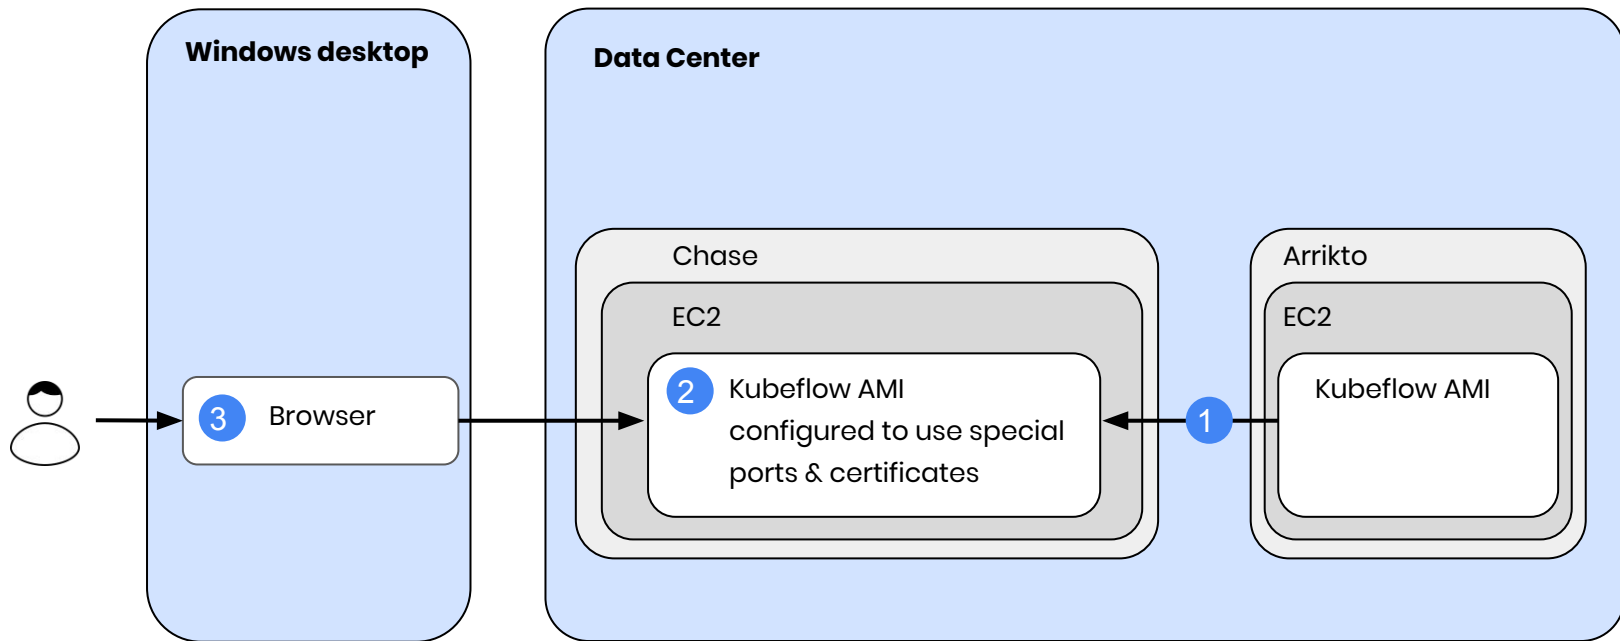 Windows desktop
Data Center
Chase
Arrikto
EC2
EC2
3 Browser
2 Kubeflow AMI
configured to use special
ports & certificates
1
Kubeflow AMI